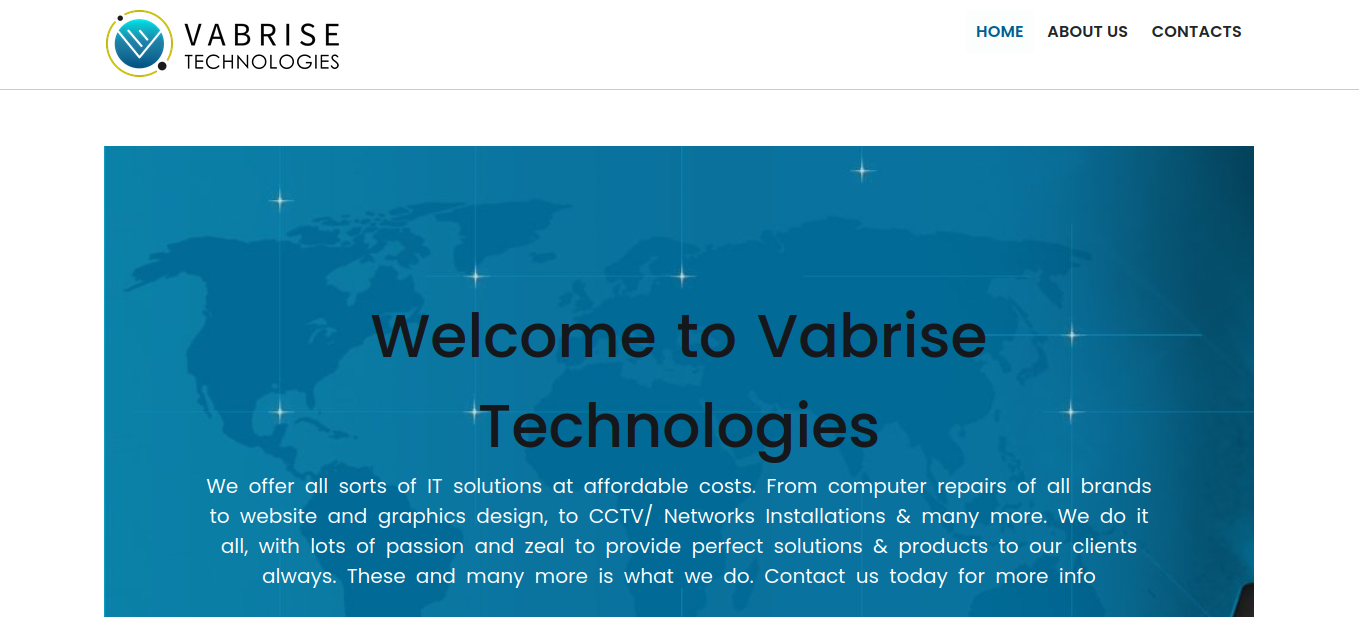 VABRISE
TECHNOLOGIES
HOME ABOUT US CONTACTS
Welcome to Vabrise
Technologies
We offer all sorts of IT solutions at affordable costs. From computer repairs of all brands
to website and graphics design, to CCTV/ Networks Installations & many more. We do it
all, with lots of passion and zeal to provide perfect solutions & products to our clients
always. These and many more is what we do. Contact us today for more info